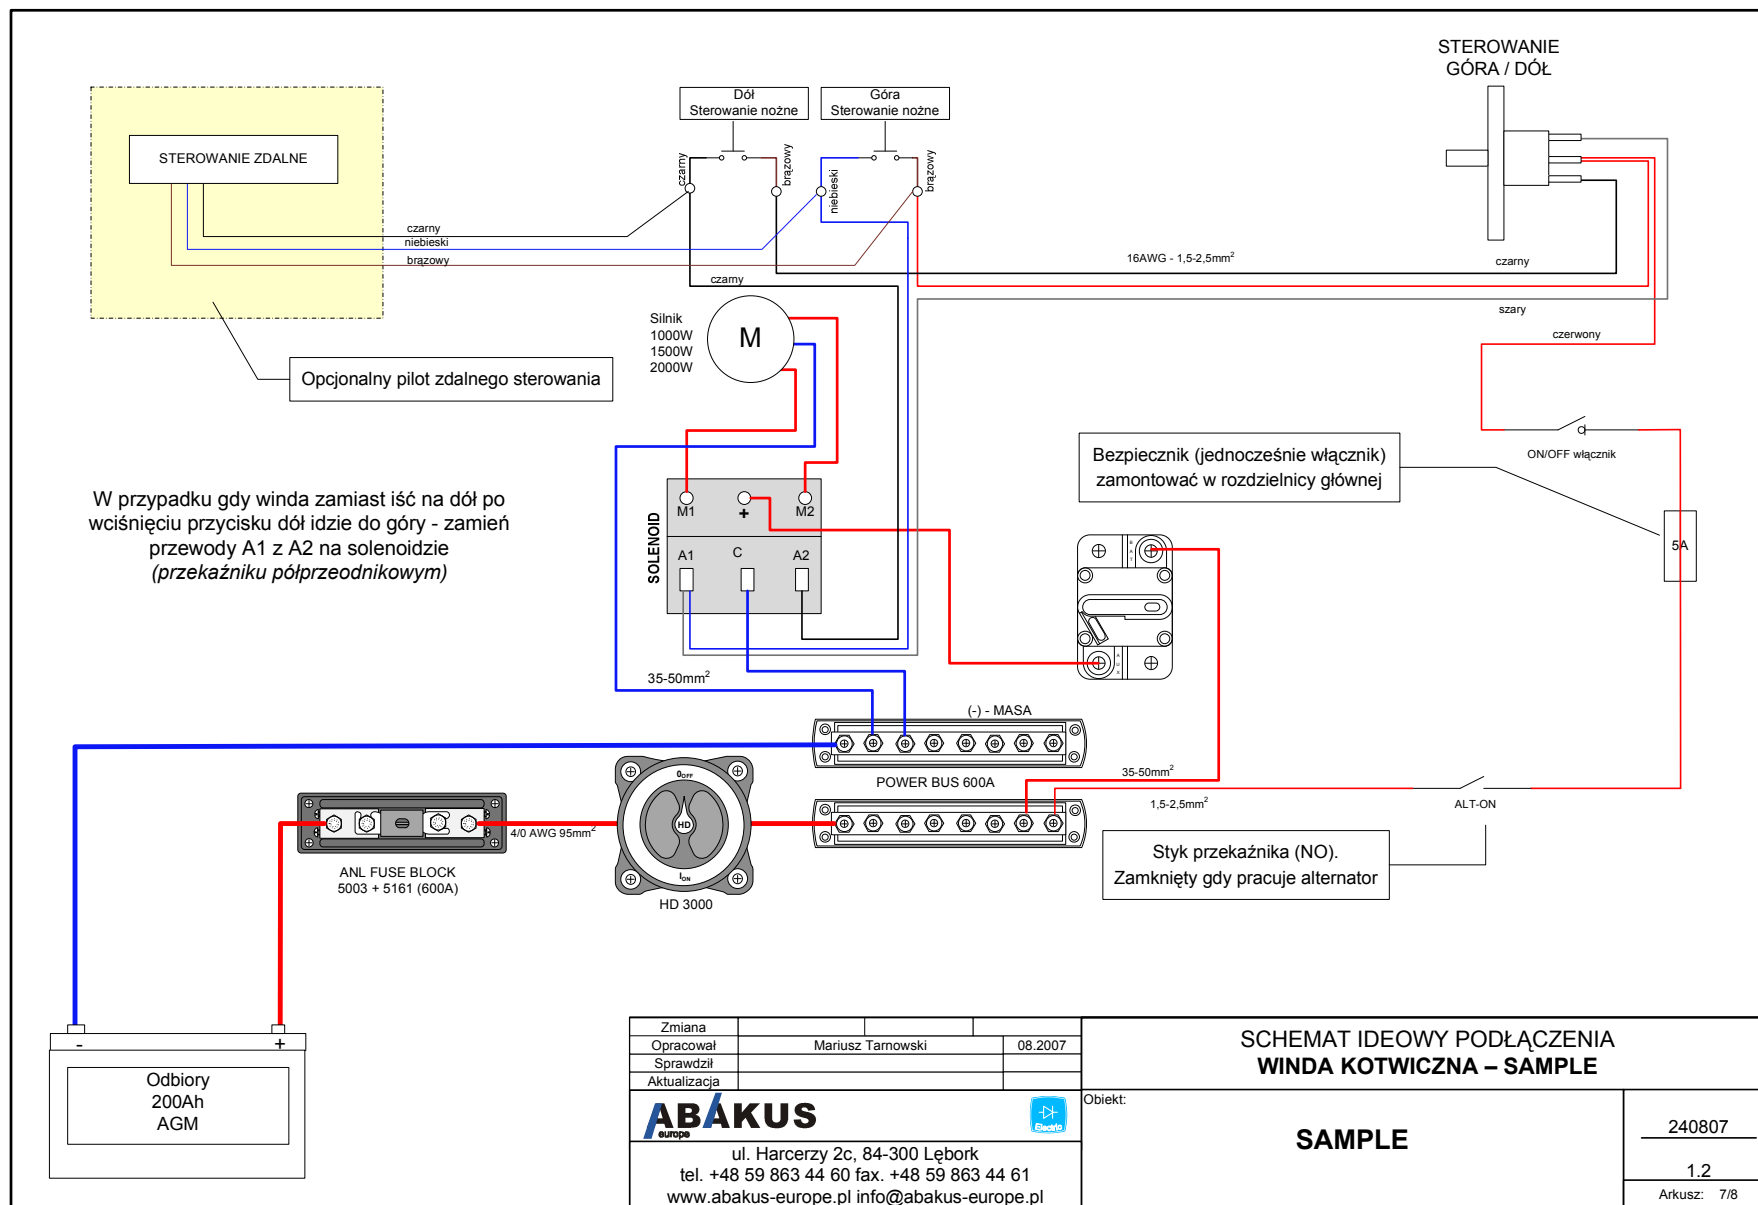 STEROWANIE
GÓRA / DÓŁ
Dół
Sterowanie nożne
Góra
Sterowanie nożne
STEROWANIE ZDALNE
czarny
brązowy
niebieski
brązowy
czarny
niebieski
brązowy
czarny
16AWG - 1,5-2,5mm²
czarny
szary
czerwony
Silnik
1000W
1500W
2000W
M
Opcjonalny pilot zdalnego sterowania
ON/OFF włącznik
Bezpiecznik (jednocześnie włącznik)
zamontować w rozdzielnicy głównej
W przypadku gdy winda zamiast iść na dół po
wciśnięciu przycisku dół idzie do góry - zamień
przewody A1 z A2 na solenoidzie
(przekaźniku półprzeodnikowym)
SOLENOID
M1
+
M2
A1
C
A2
5A
BAT
AUX
35-50mm²
(-) - MASA
POWER BUS 600A
35-50mm²
1,5-2,5mm²
ALT-ON
0OFF
HD
ION
HD 3000
4/0 AWG 95mm²
ANL FUSE BLOCK
5003 + 5161 (600A)
Styk przekaźnika (NO).
Zamknięty gdy pracuje alternator
-
+
Odbiory
200Ah
AGM
Zmiana
Opracował Mariusz Tarnowski 08.2007
Sprawdził
Aktualizacja
ABAKUS
europe
Electric
ul. Harcerzy 2c, 84-300 Lębork
tel. +48 59 863 44 60 fax. +48 59 863 44 61
www.abakus-europe.pl info@abakus-europe.pl
SCHEMAT IDEOWY PODŁĄCZENIA
WINDA KOTWICZNA – SAMPLE
Obiekt:
SAMPLE
240807
1.2
Arkusz: 7/8